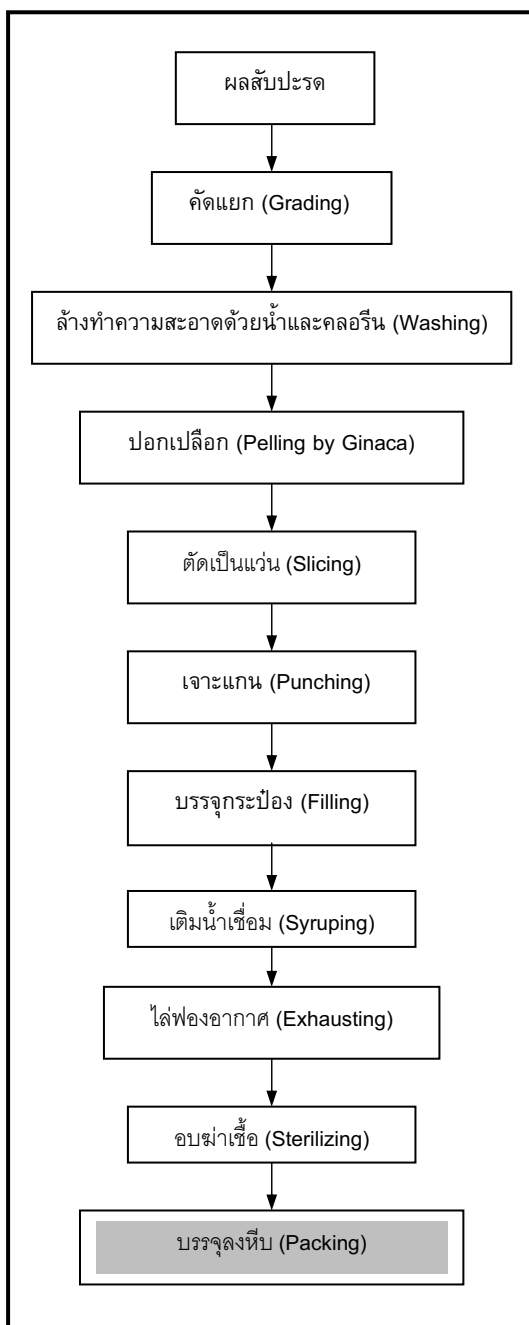 ผลสับปะรด
คัดแยก (Grading)
ล้างทำความสะอาดด้วยน้ำและคลอรีน (Washing)
ปอกเปลือก (Pelling by Ginaca)
ตัดเป็นแว่น (Slicing)
เจาะแกน (Punching)
บรรจุกระป๋อง (Filling)
เติมน้ำเชื่อม (Syruping)
ไล่ฟองอากาศ (Exhausting)
อบฆ่าเชื้อ (Sterilizing)
บรรจุลงหีบ (Packing)